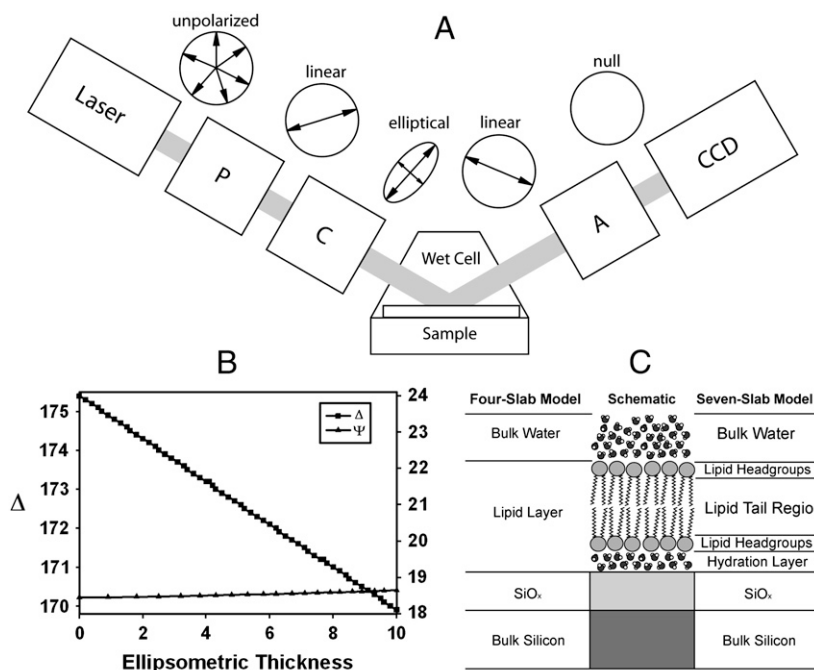 A
unpolarized
linear
elliptical
linear
null
Laser
P
C
A
CCD
Wet Cell
Sample
B
Δ
175
174
173
172
171
170
24
23
22
21
20
19
18
Δ
Ψ
0
2
4
6
8
10
Ellipsometric Thickness
C
Four-Slab Model
Schematic
Seven-Slab Model
Bulk Water
Bulk Water
Lipid Headgroups
Lipid Layer
Lipid Tail Regio
Lipid Headgroups
Hydration Layer
SiOₓ
SiOₓ
Bulk Silicon
Bulk Silicon